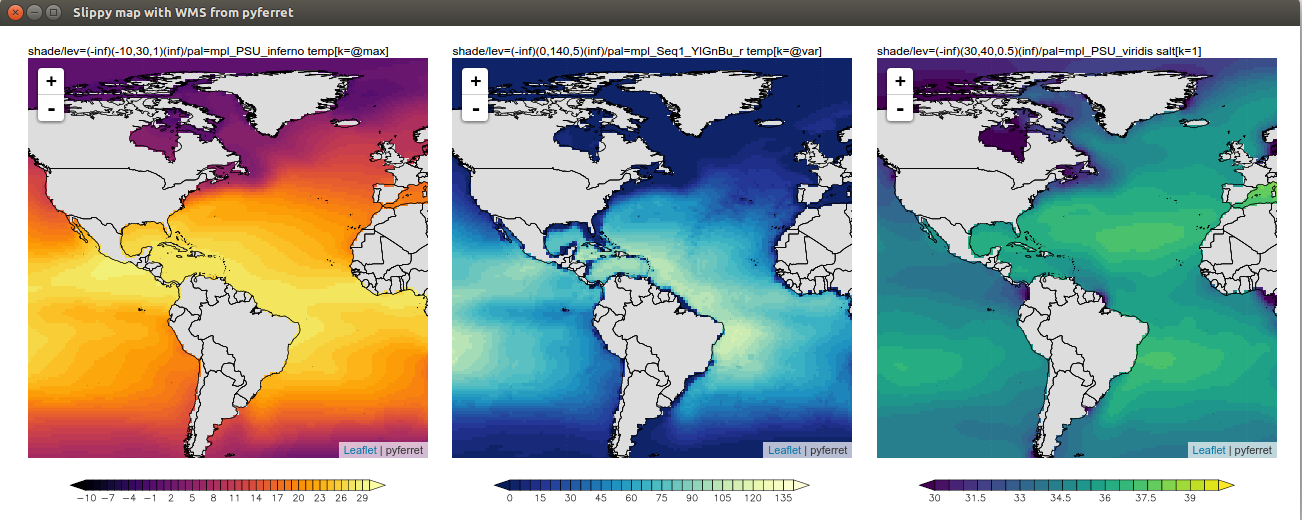 Slippy map with WMS from pyferret
shade/lev=(-inf)(-10,30,1)(inf)/pal=mpl_PSU_inferno temp[k=@max]
+
-
Leaflet | pyferret
−10 −7 −4 −1 2 5 8 11 14 17 20 23 26 29
shade/lev=(-inf)(0,140,5)(inf)/pal=mpl_Seq1_YlGnBu_r temp[k=@var]
+
-
Leaflet | pyferret
0 15 30 45 60 75 90 105 120 135
shade/lev=(-inf)(30,40,0.5)(inf)/pal=mpl_PSU_viridis salt[k=1]
+
-
Leaflet | pyferret
30 31.5 33 34.5 36 37.5 39